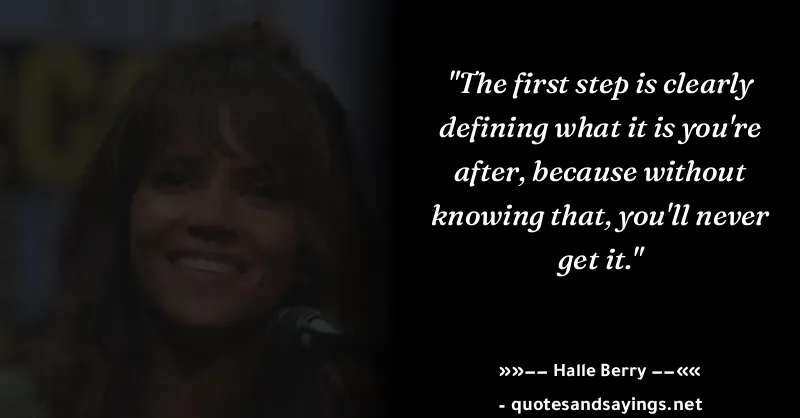 "The first step is clearly
defining what it is you're
after, because without
knowing that, you'll never
get it."
»»−− Halle Berry −−««
- quotesandsayings.net